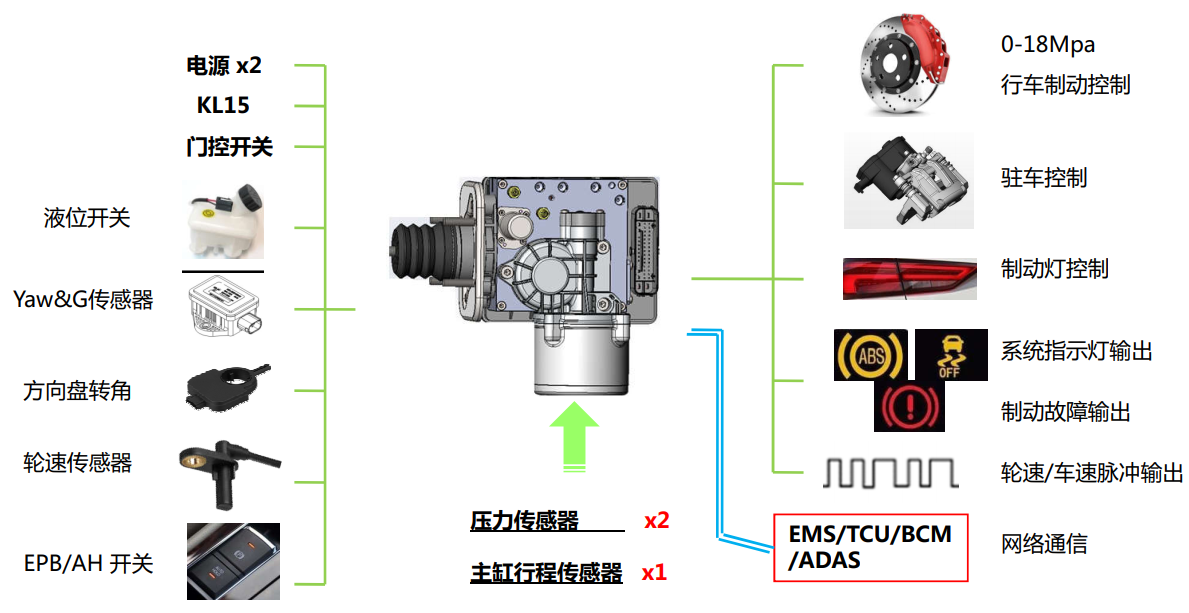 电源 x2
KL15
门控开关
液位开关
Yaw&G传感器
方向盘转角
轮速传感器
EPB/AH 开关
压力传感器 x2
主缸行程传感器 x1
0-18Mpa
行车制动控制
驻车控制
制动灯控制
ABS
OFF
系统指示灯输出
制动故障输出
轮速/车速脉冲输出
EMS/TCU/BCM
/ADAS
网络通信